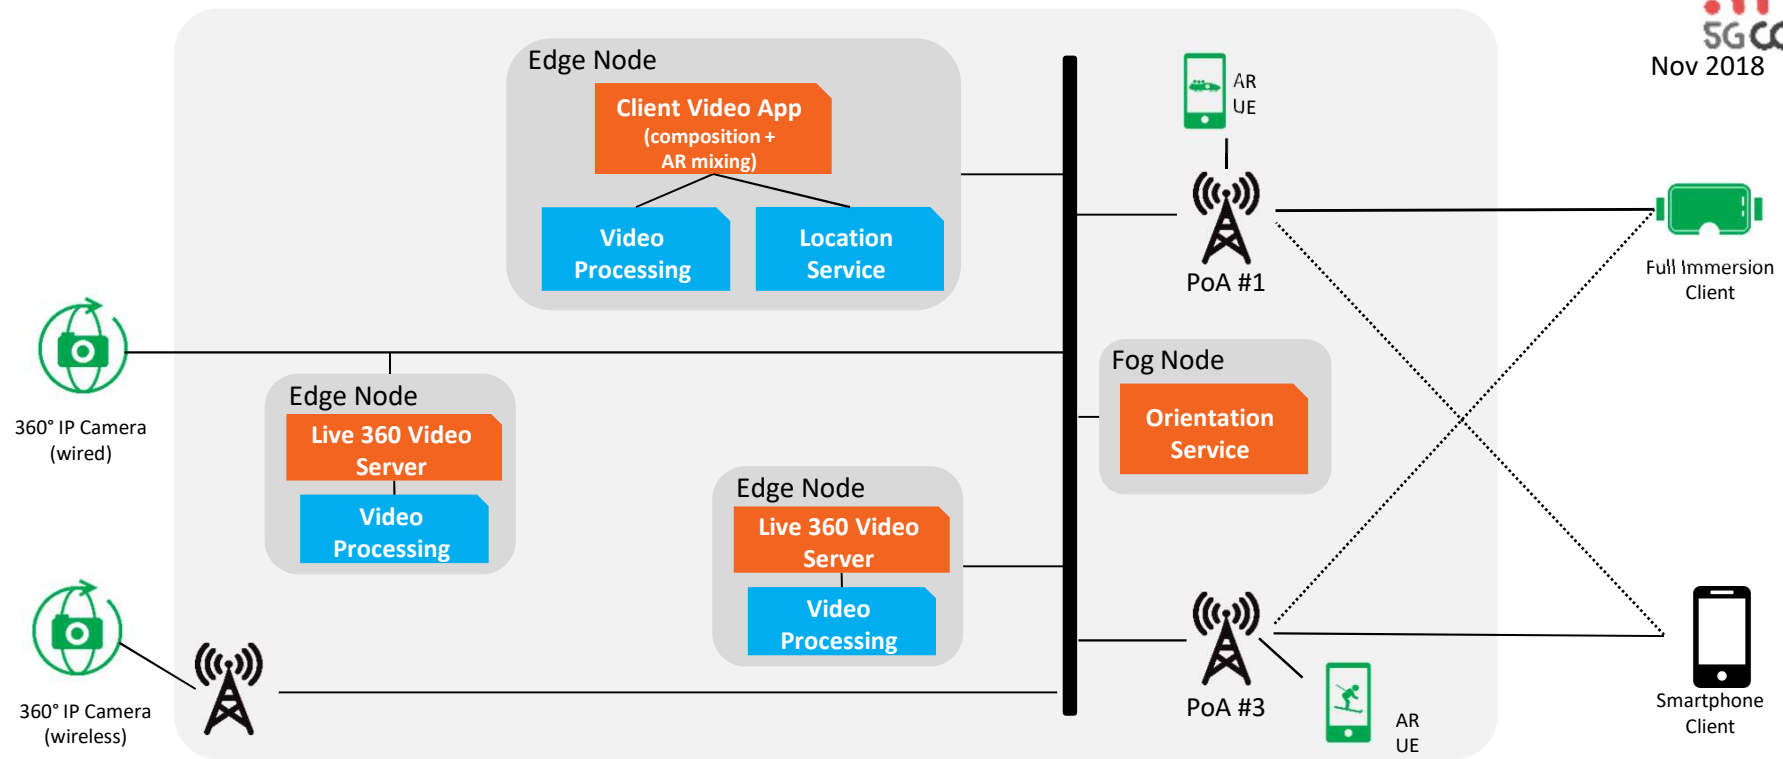 5G CO
Nov 2018
Edge Node
Client Video App
(composition +
AR mixing)
Video
Processing
Location
Service
AR
UE
PoA #1
Full Immersion
Client
360° IP Camera
(wired)
Edge Node
Live 360 Video
Server
Video
Processing
Fog Node
Orientation
Service
Edge Node
Live 360 Video
Server
Video
Processing
360° IP Camera
(wireless)
PoA #3
AR
UE
Smartphone
Client